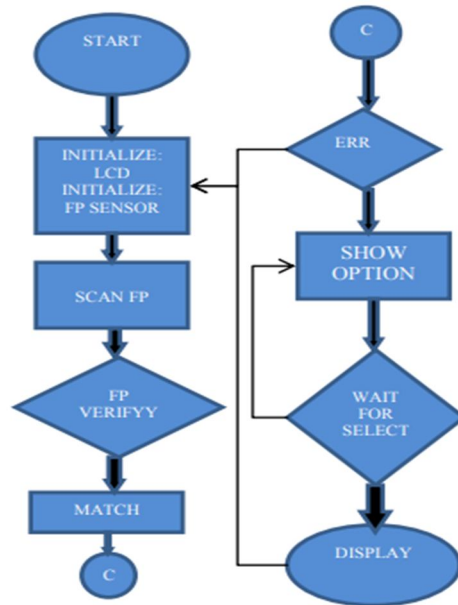 START
INITIALIZE:
LCD
INITIALIZE:
FP SENSOR
SCAN FP
FP
VERIFYY
MATCH
C
C
ERR
SHOW
OPTION
WAIT
FOR
SELECT
DISPLAY